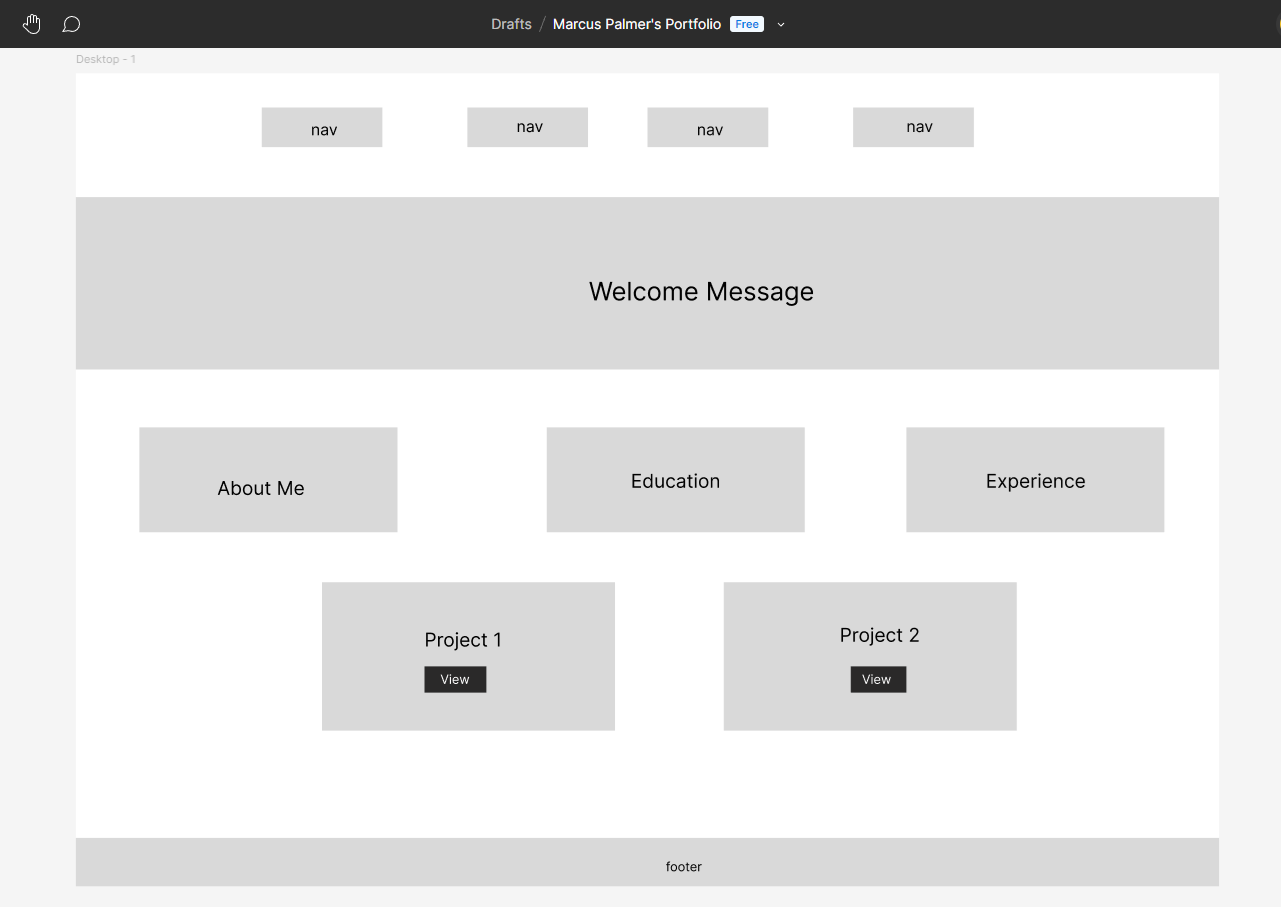 Drafts / Marcus Palmer's Portfolio Free
Desktop - 1
nav nav nav nav
Welcome Message
About Me Education Experience
Project 1 Project 2
View View
footer